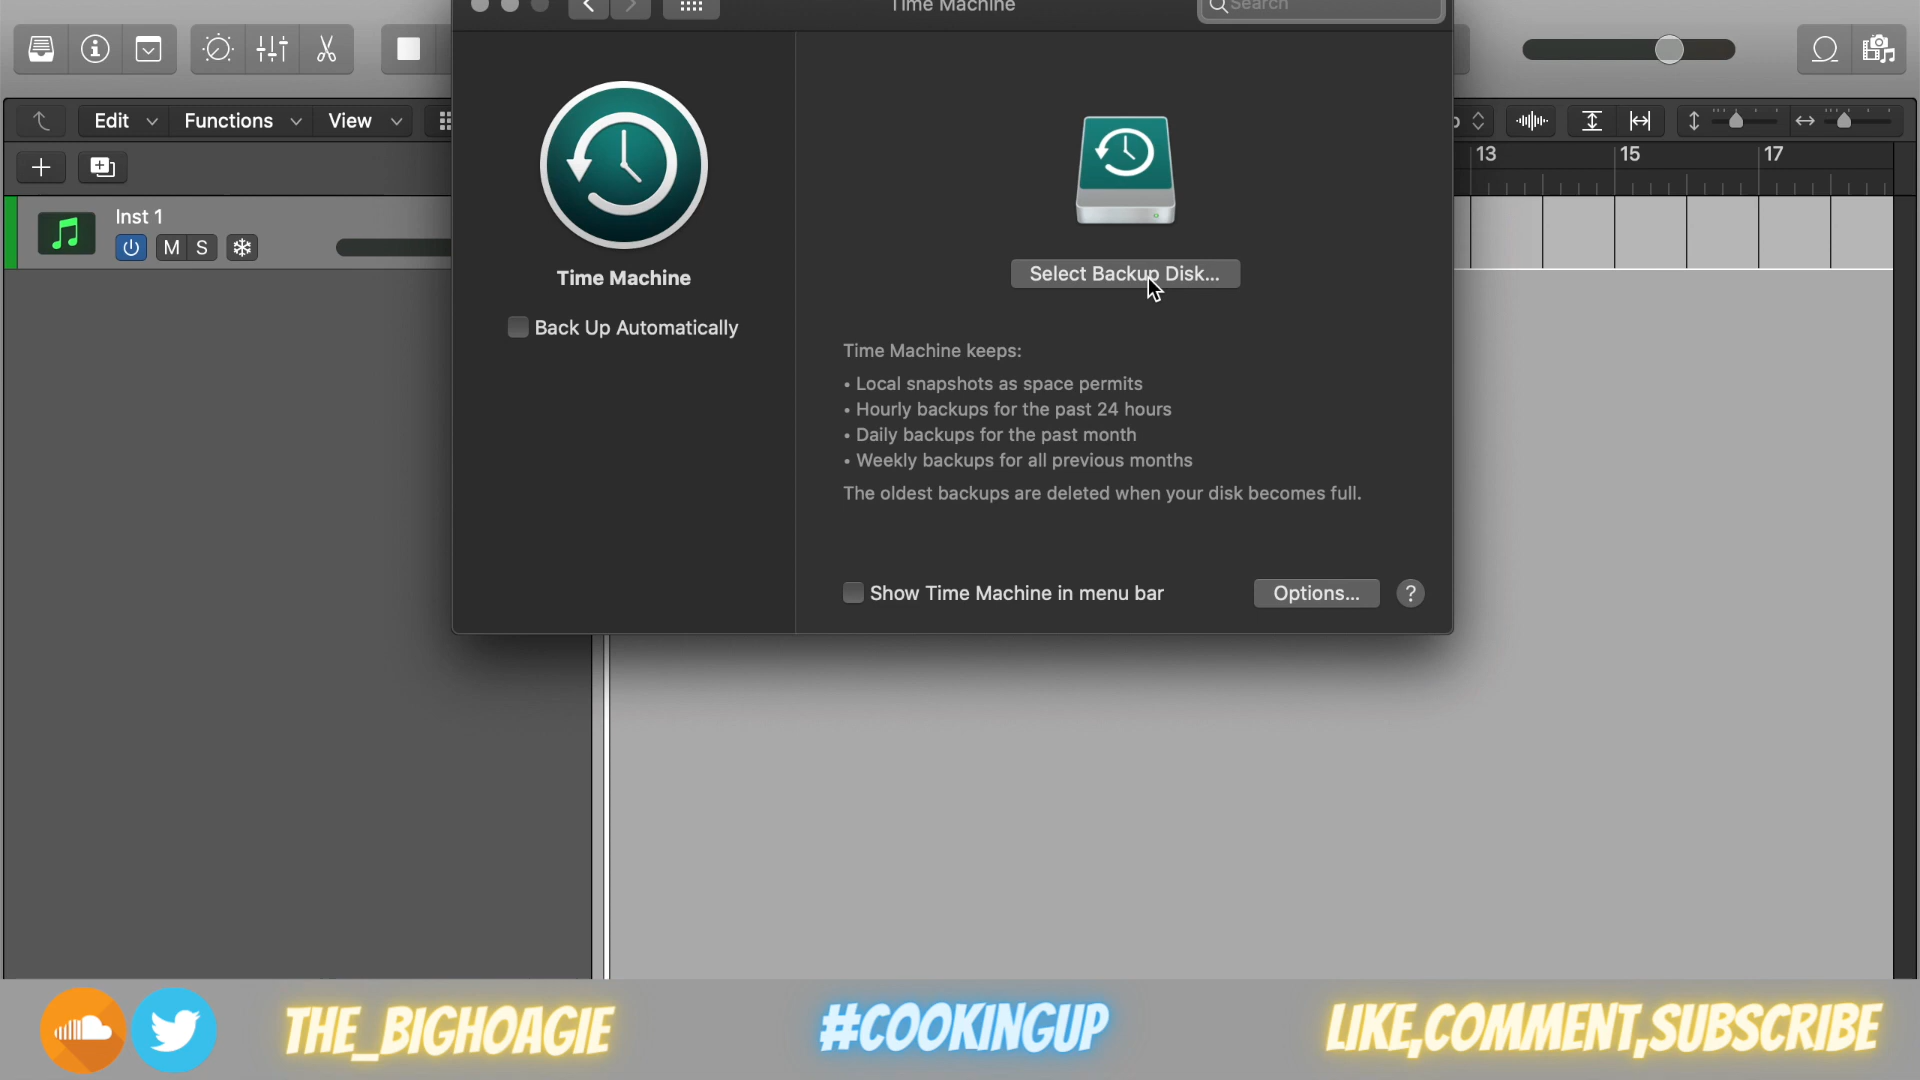 Time Machine
Search
Edit
Functions
View
13
15
17
Inst 1
M
S
Time Machine
Back Up Automatically
Select Backup Disk...
Time Machine keeps:
• Local snapshots as space permits
• Hourly backups for the past 24 hours
• Daily backups for the past month
• Weekly backups for all previous months
The oldest backups are deleted when your disk becomes full.
Show Time Machine in menu bar
Options...
?
THE_BIGHOAGIE
#COOKINGUP
LIKE,COMMENT,SUBSCRIBE